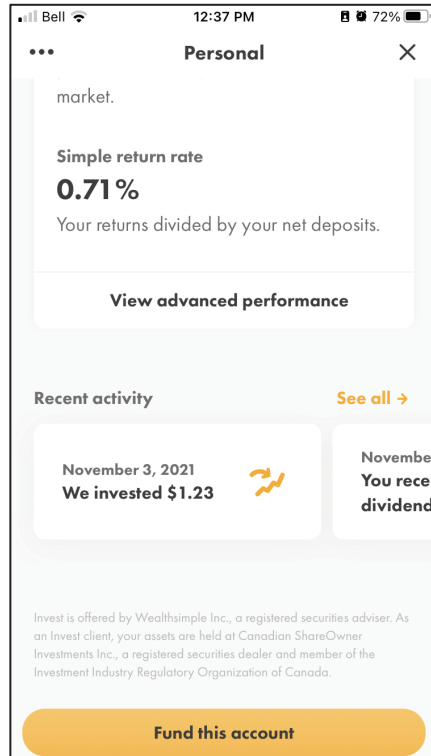 Bell 12:37 PM 72%
••• Personal ×
market.
Simple return rate
0.71%
Your returns divided by your net deposits.
View advanced performance
Recent activity See all →
November 3, 2021
We invested $1.23
Novembe
You rece
dividend
Invest is offered by Wealthsimple Inc., a registered securities adviser. As
an Invest client, your assets are held at Canadian ShareOwner
Investments Inc., a registered securities dealer and member of the
Investment Industry Regulatory Organization of Canada.
Fund this account